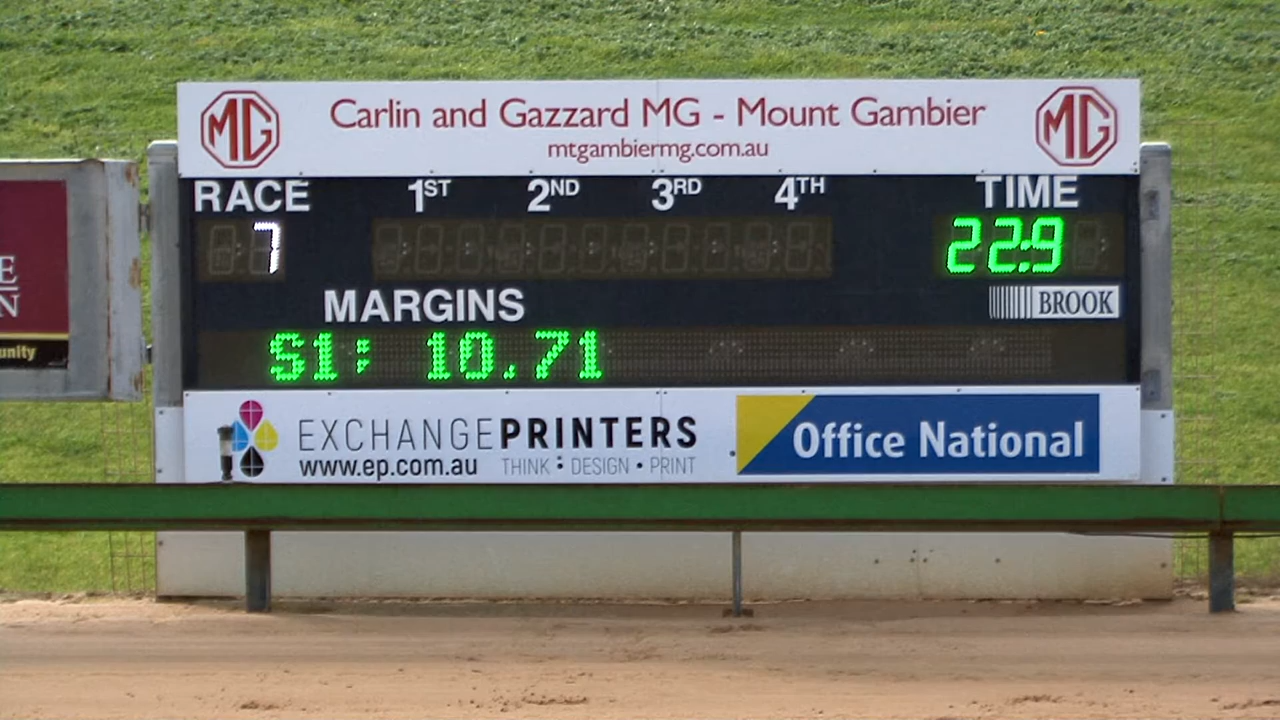 MG Carlin and Gazzard MG - Mount Gambier MG
mtgambiermg.com.au
RACE 1ST 2ND 3RD 4TH TIME
7 22:9
MARGINS BROOK
S1: 10.71
EXCHANGEPRINTERS
www.ep.com.au THINK : DESIGN • PRINT
Office National
E
N
unity